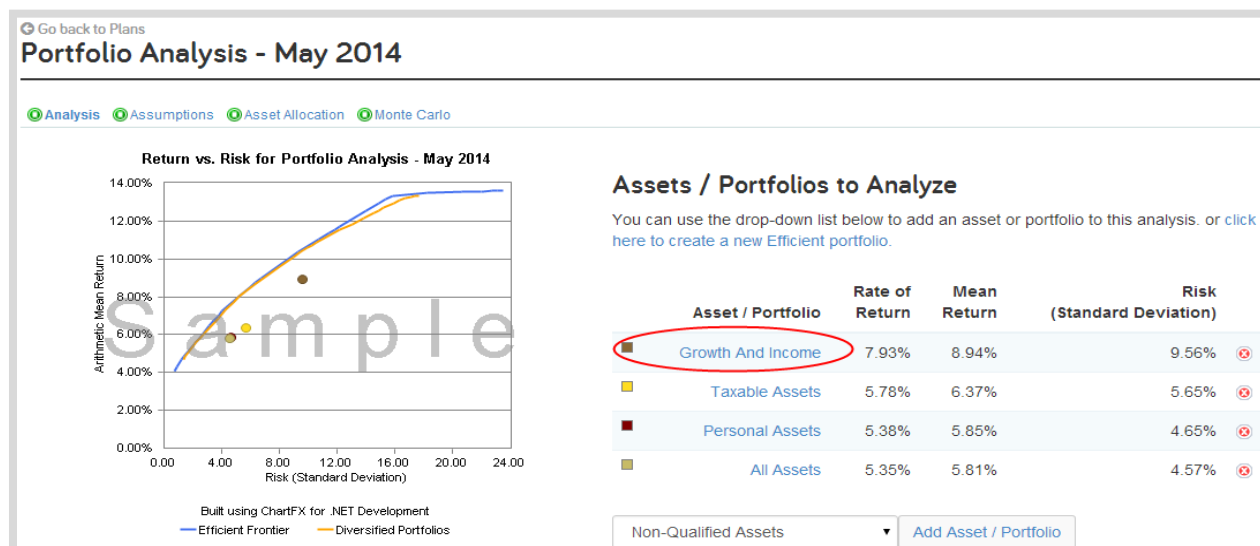 Go back to Plans
Portfolio Analysis - May 2014
Analysis Assumptions Asset Allocation Monte Carlo
Return vs. Risk for Portfolio Analysis - May 2014
14.00%
12.00%
10.00%
8.00%
6.00%
4.00%
2.00%
0.00%
Arithmetic Mean Return
Sample
0.00 4.00 8.00 12.00 16.00 20.00 24.00
Risk (Standard Deviation)
Built using ChartFX for .NET Development
Efficient Frontier Diversified Portfolios
Assets / Portfolios to Analyze
You can use the drop-down list below to add an asset or portfolio to this analysis. or click
here to create a new Efficient portfolio.
Rate of Mean Risk
Asset / Portfolio Return Return (Standard Deviation)
Growth And Income 7.93% 8.94% 9.56%
Taxable Assets 5.78% 6.37% 5.65%
Personal Assets 5.38% 5.85% 4.65%
All Assets 5.35% 5.81% 4.57%
Non-Qualified Assets Add Asset / Portfolio